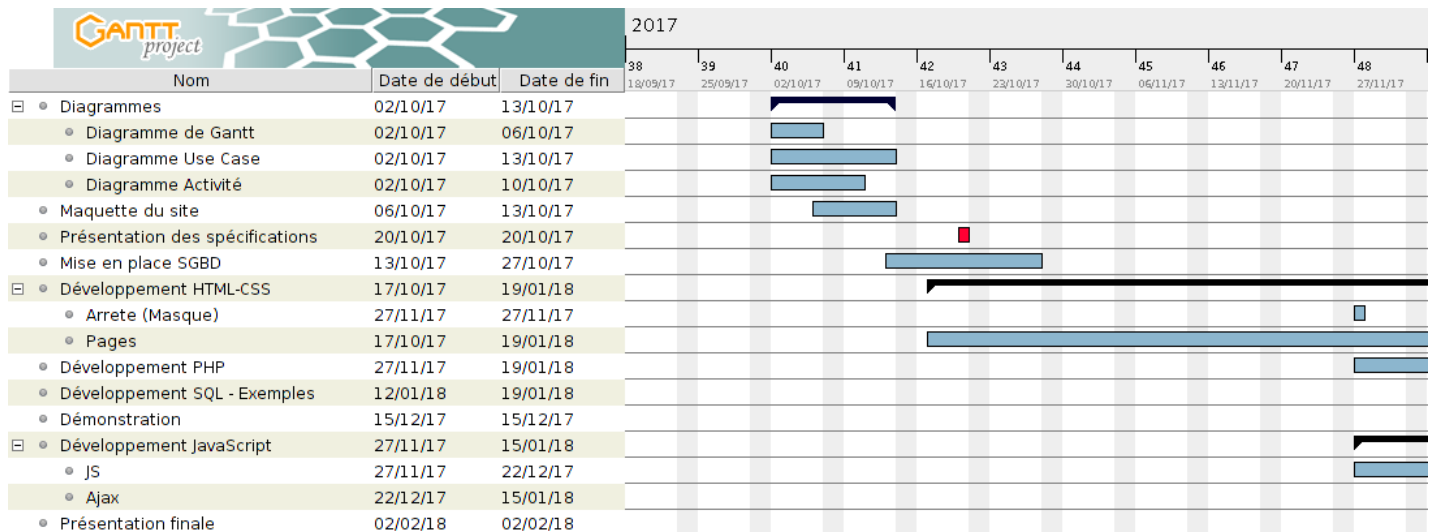 GANTT
project
2017
38 39 40 41 42 43 44 45 46 47 48
18/09/17 25/09/17 02/10/17 09/10/17 16/10/17 23/10/17 30/10/17 06/11/17 13/11/17 20/11/17 27/11/17
Nom Date de début Date de fin
Diagrammes 02/10/17 13/10/17
Diagramme de Gantt 02/10/17 06/10/17
Diagramme Use Case 02/10/17 13/10/17
Diagramme Activité 02/10/17 10/10/17
Maquette du site 06/10/17 13/10/17
Présentation des spécifications 20/10/17 20/10/17
Mise en place SGBD 13/10/17 27/10/17
Développement HTML-CSS 17/10/17 19/01/18
Arrete (Masque) 27/11/17 27/11/17
Pages 17/10/17 19/01/18
Développement PHP 27/11/17 19/01/18
Développement SQL - Exemples 12/01/18 19/01/18
Démonstration 15/12/17 15/12/17
Développement JavaScript 27/11/17 15/01/18
JS 27/11/17 22/12/17
Ajax 22/12/17 15/01/18
Présentation finale 02/02/18 02/02/18